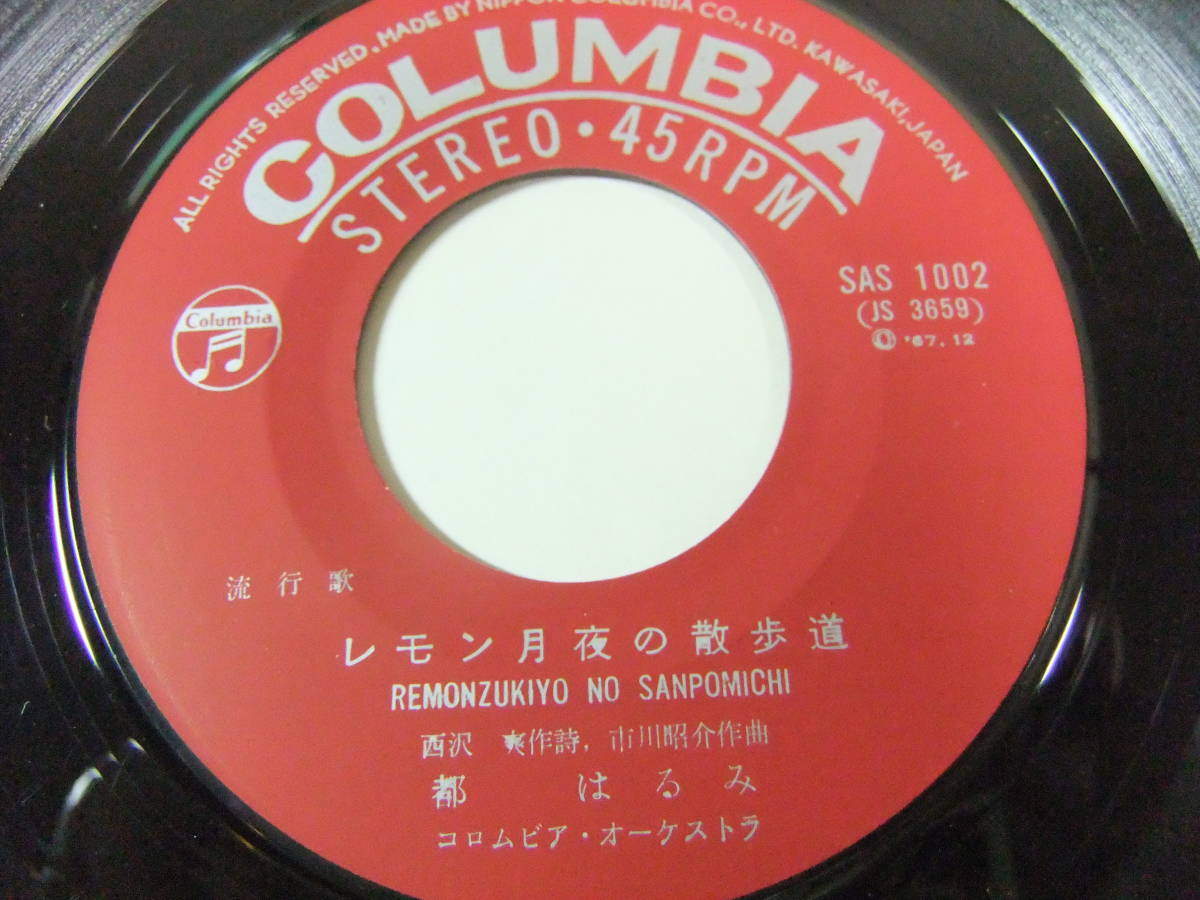 ALL RIGHTS RESERVED. MADE BY NIPPON COLUMBIA CO., LTD. KAWASAKI, JAPAN
COLUMBIA
STEREO・45RPM
SAS 1002
(JS 3659)
Ⓛ '67.12
Columbia
流行歌
レモン月夜の散歩道
REMONZUKIYO NO SANPOMICHI
西沢 爽作詩, 市川昭介作曲
都 はるみ
コロムビア・オーケストラ